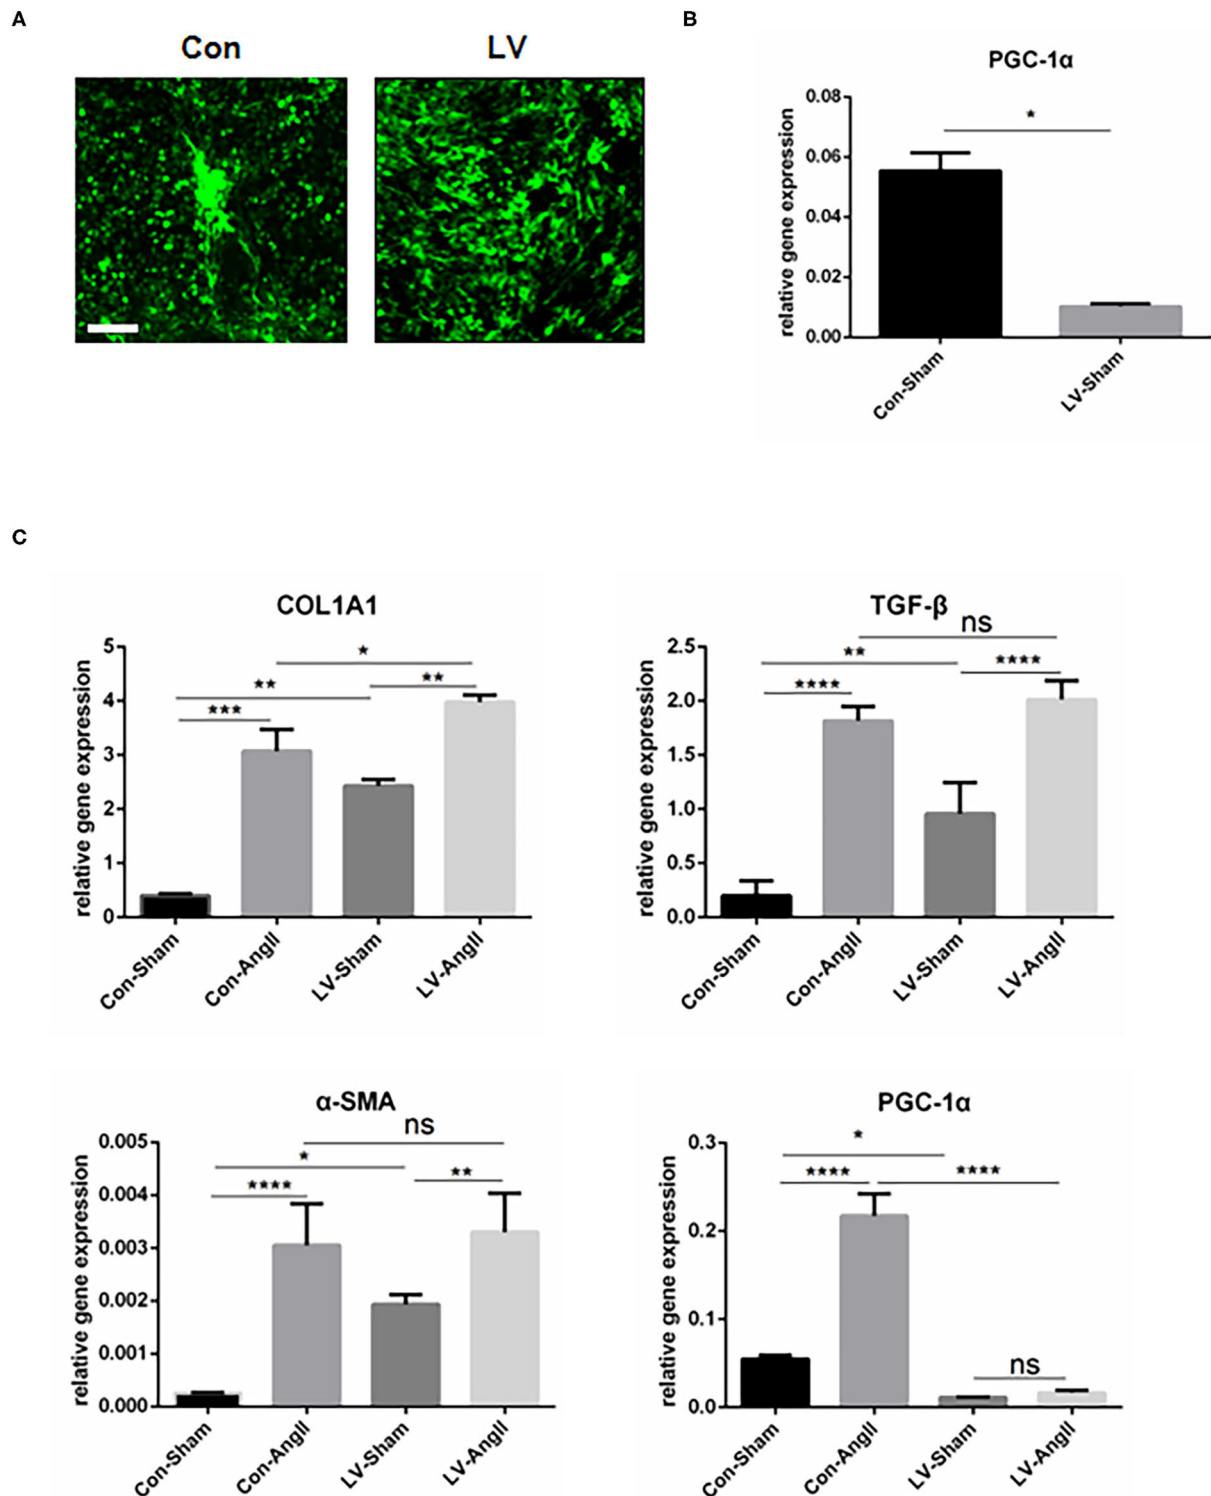 A
Con
LV
B
PGC-1α
*
relative gene expression
0.08
0.06
0.04
0.02
0.00
Con-Sham
LV-Sham
C
COL1A1
*
**
**
***
relative gene expression
5
4
3
2
1
0
Con-Sham
Con-AngII
LV-Sham
LV-AngII
TGF-β
ns
**
****
****
relative gene expression
2.5
2.0
1.5
1.0
0.5
0.0
Con-Sham
Con-AngII
LV-Sham
LV-AngII
α-SMA
ns
*
**
****
relative gene expression
0.005
0.004
0.003
0.002
0.001
0.000
Con-Sham
Con-AngII
LV-Sham
LV-AngII
PGC-1α
*
****
****
ns
relative gene expression
0.3
0.2
0.1
0.0
Con-Sham
Con-AngII
LV-Sham
LV-AngII